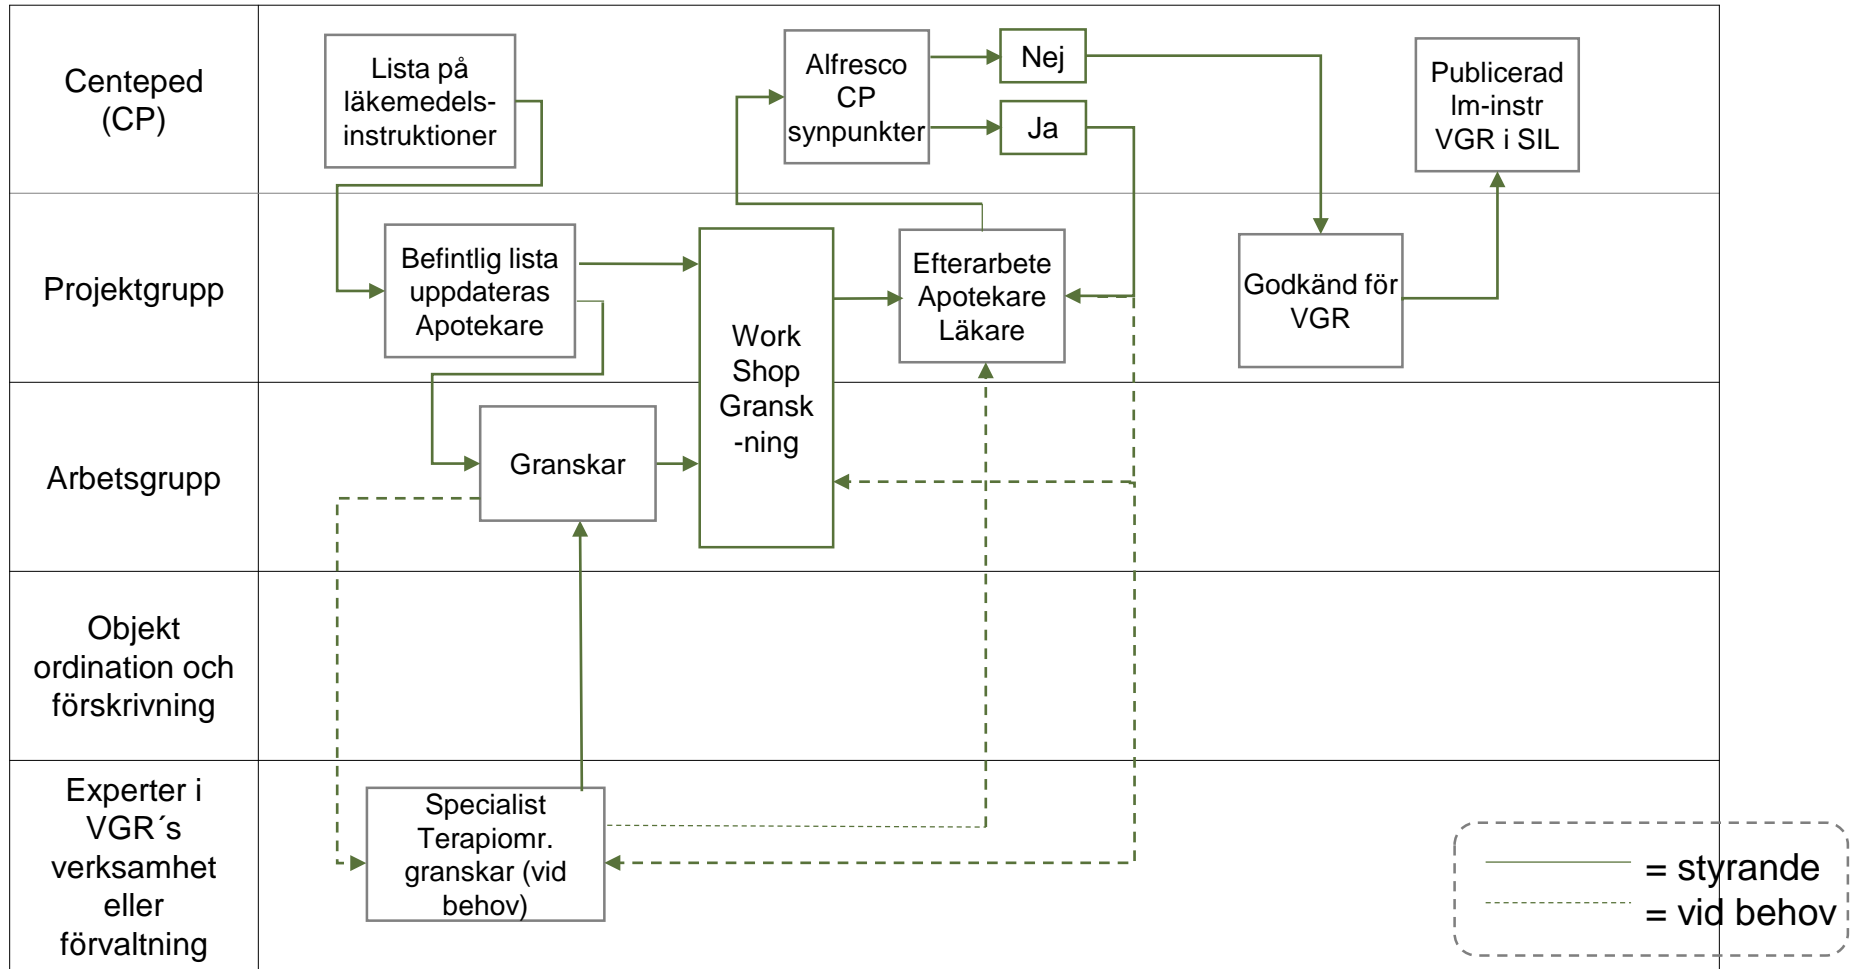 Centeped
(CP)
Lista på
läkemedels-
instruktioner
Alfresco
CP
synpunkter
Nej
Ja
Publicerad
lm-instr
VGR i SIL
Projektgrupp
Befintlig lista
uppdateras
Apotekare
Work
Shop
Gransk
-ning
Efterarbete
Apotekare
Läkare
Godkänd för
VGR
Arbetsgrupp
Granskar
Objekt
ordination och
förskrivning
Experter i
VGR´s
verksamhet
eller
förvaltning
Specialist
Terapiomr.
granskar (vid
behov)
= styrande
= vid behov